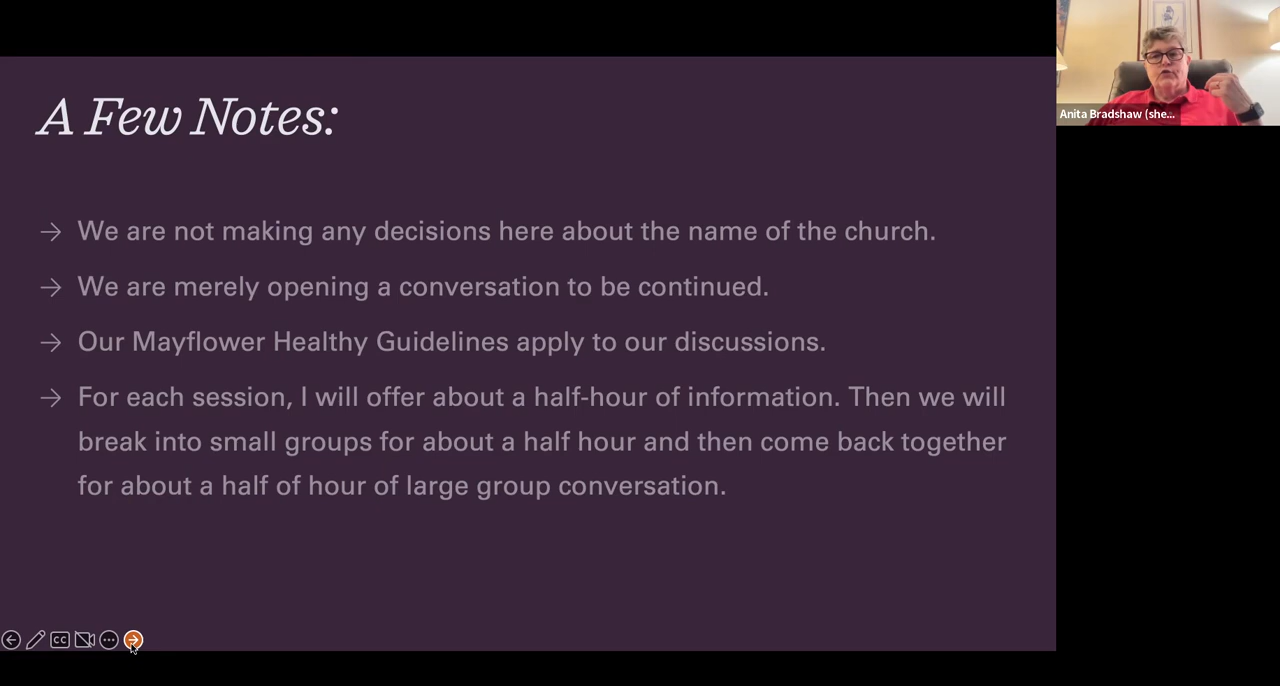 A Few Notes:
→ We are not making any decisions here about the name of the church.
→ We are merely opening a conversation to be continued.
→ Our Mayflower Healthy Guidelines apply to our discussions.
→ For each session, I will offer about a half-hour of information. Then we will
break into small groups for about a half hour and then come back together
for about a half of hour of large group conversation.
Anita Bradshaw (she...
CC